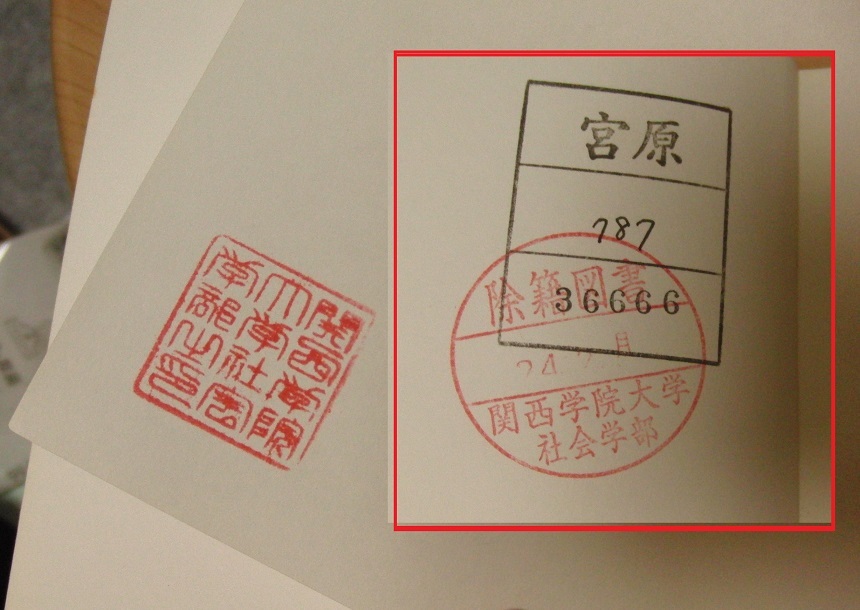 関西学院
大学社会
学部之印
宮原
787
除籍図書
36666
24 月
関西学院大学
社会学部